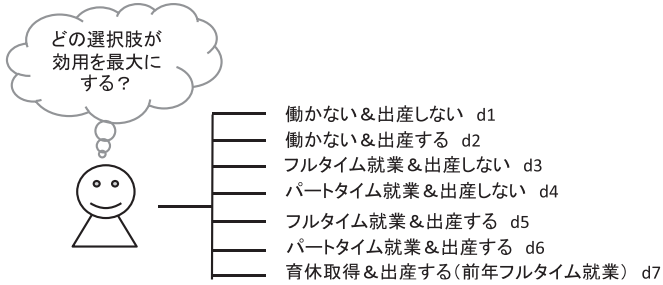 どの選択肢が
効用を最大に
する？
働かない＆出産しない d1
働かない＆出産する d2
フルタイム就業＆出産しない d3
パートタイム就業＆出産しない d4
フルタイム就業＆出産する d5
パートタイム就業＆出産する d6
育休取得＆出産する（前年フルタイム就業） d7